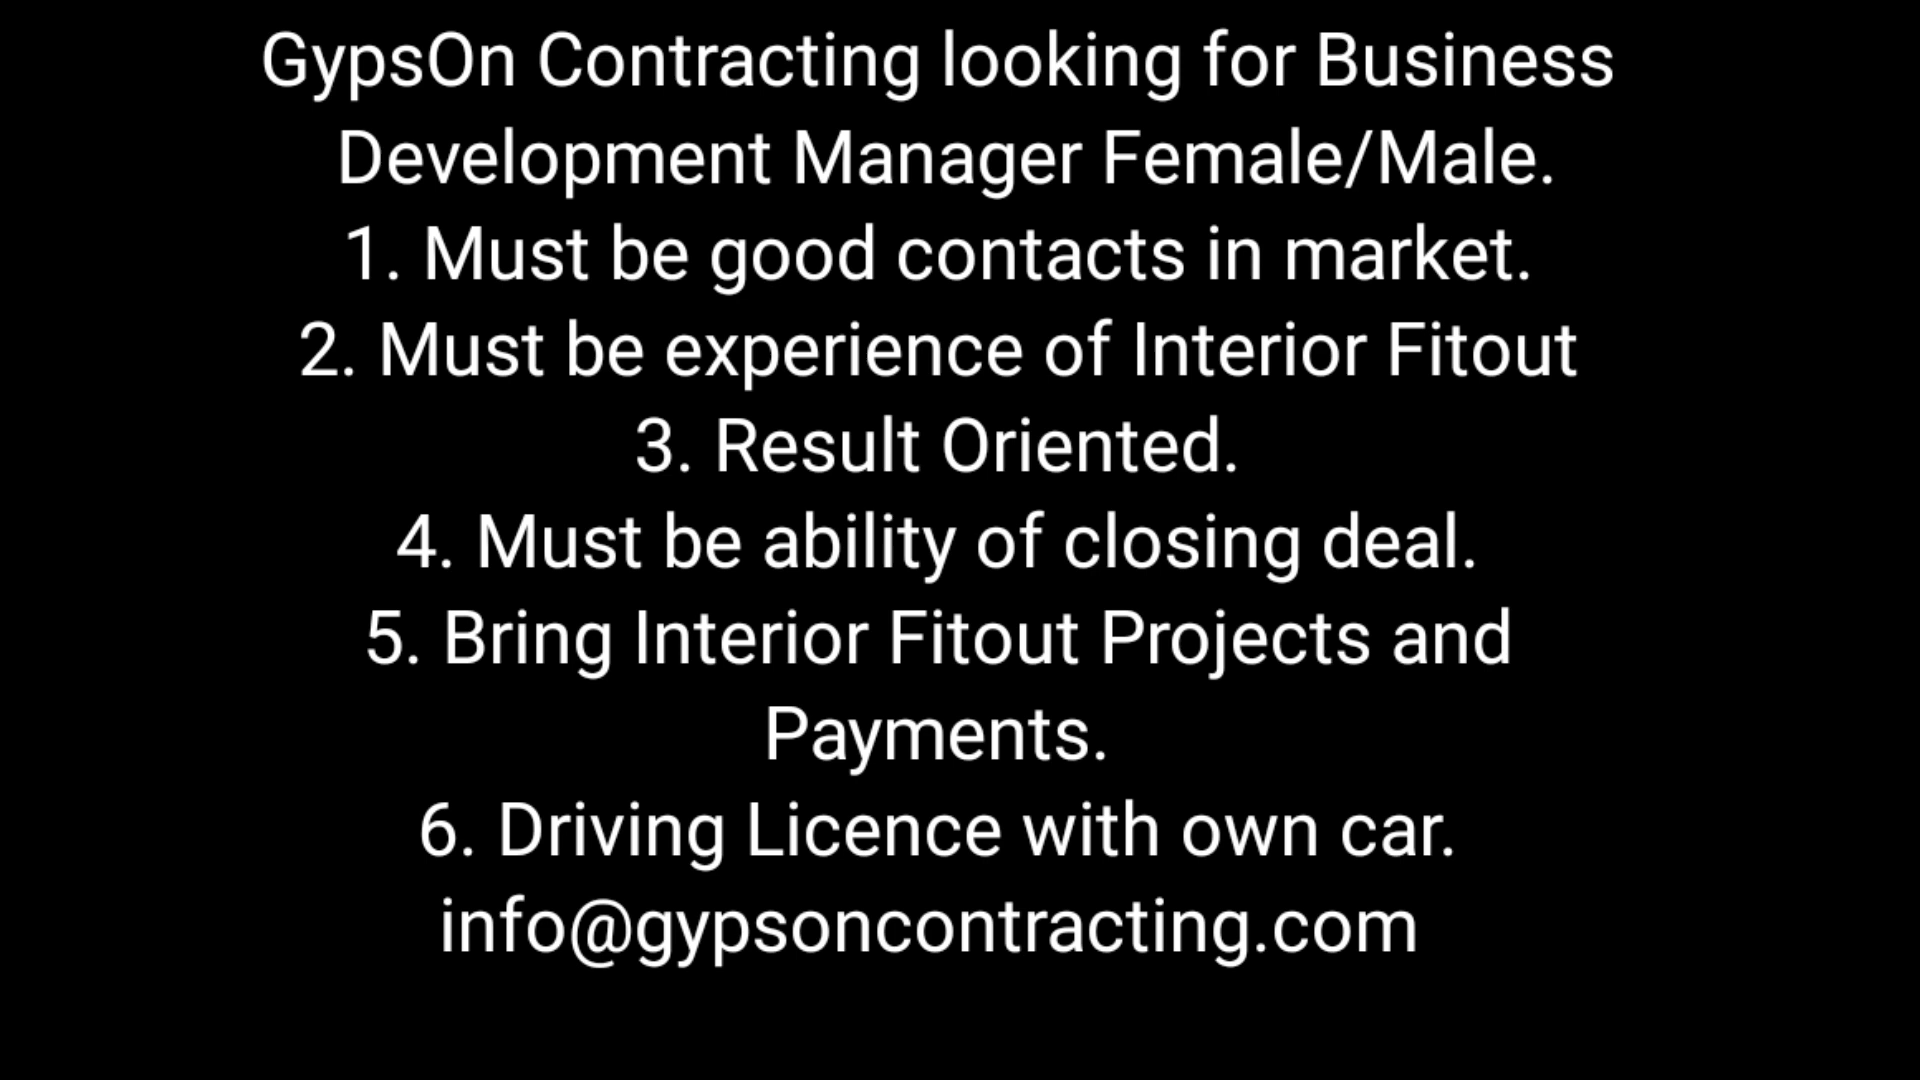 GypsOn Contracting looking for Business
Development Manager Female/Male.
1. Must be good contacts in market.
2. Must be experience of Interior Fitout
3. Result Oriented.
4. Must be ability of closing deal.
5. Bring Interior Fitout Projects and
Payments.
6. Driving Licence with own car.
info@gypsoncontracting.com